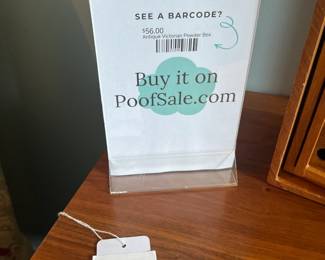 SEE A BARCODE?
$56.00
Antique Victorian Powder Box
Buy it on
PoofSale.com